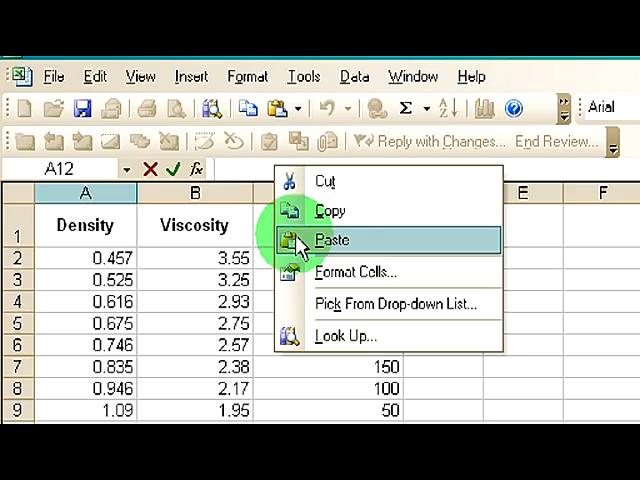 File Edit View Insert Format Tools Data Window Help
Σ Arial
Reply with Changes... End Review...
A12 fx
A B E F
1 Density Viscosity
2 0.457 3.55
3 0.525 3.25
4 0.616 2.93
5 0.675 2.75
6 0.746 2.57
7 0.835 2.38 150
8 0.946 2.17 100
9 1.09 1.95 50
Cut
Copy
Paste
Format Cells...
Pick From Drop-down List...
Look Up...